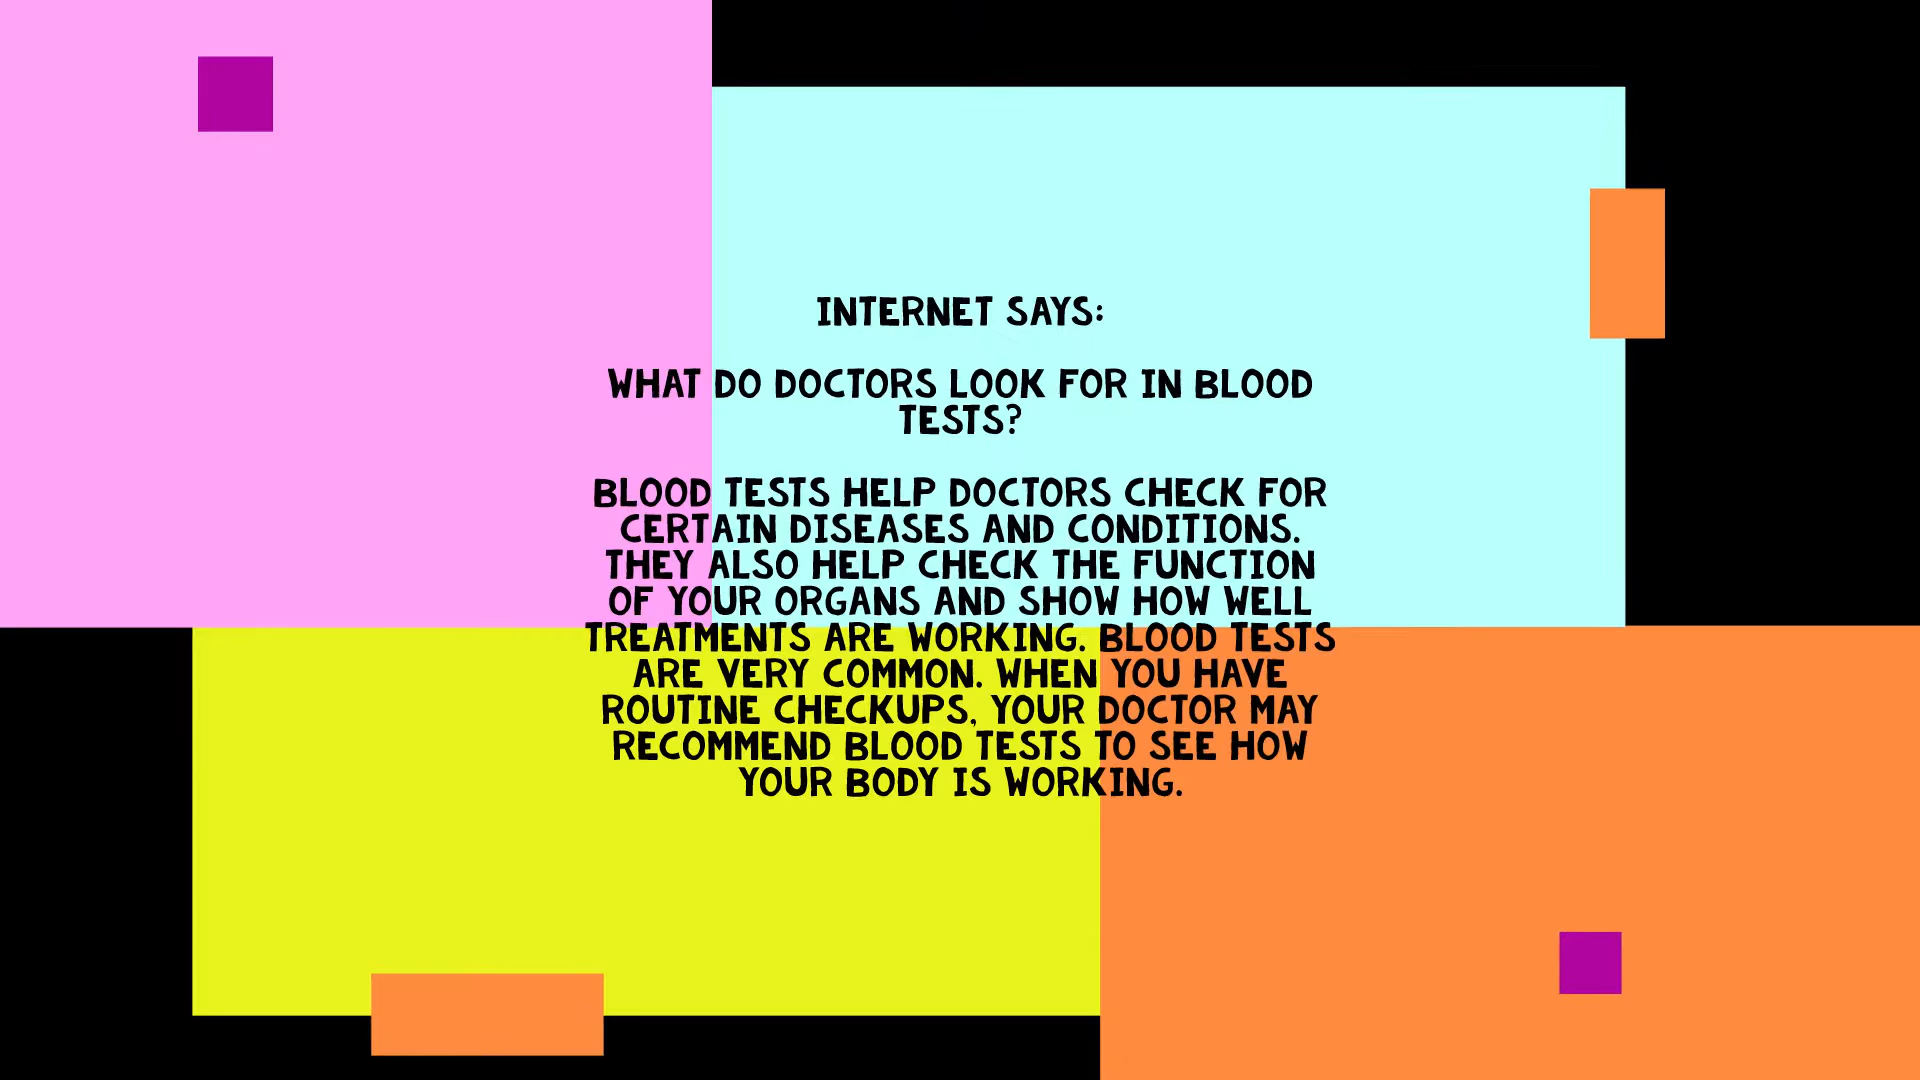 INTERNET SAYS:
WHAT DO DOCTORS LOOK FOR IN BLOOD
TESTS?
BLOOD TESTS HELP DOCTORS CHECK FOR
CERTAIN DISEASES AND CONDITIONS.
THEY ALSO HELP CHECK THE FUNCTION
OF YOUR ORGANS AND SHOW HOW WELL
TREATMENTS ARE WORKING. BLOOD TESTS
ARE VERY COMMON. WHEN YOU HAVE
ROUTINE CHECKUPS, YOUR DOCTOR MAY
RECOMMEND BLOOD TESTS TO SEE HOW
YOUR BODY IS WORKING.